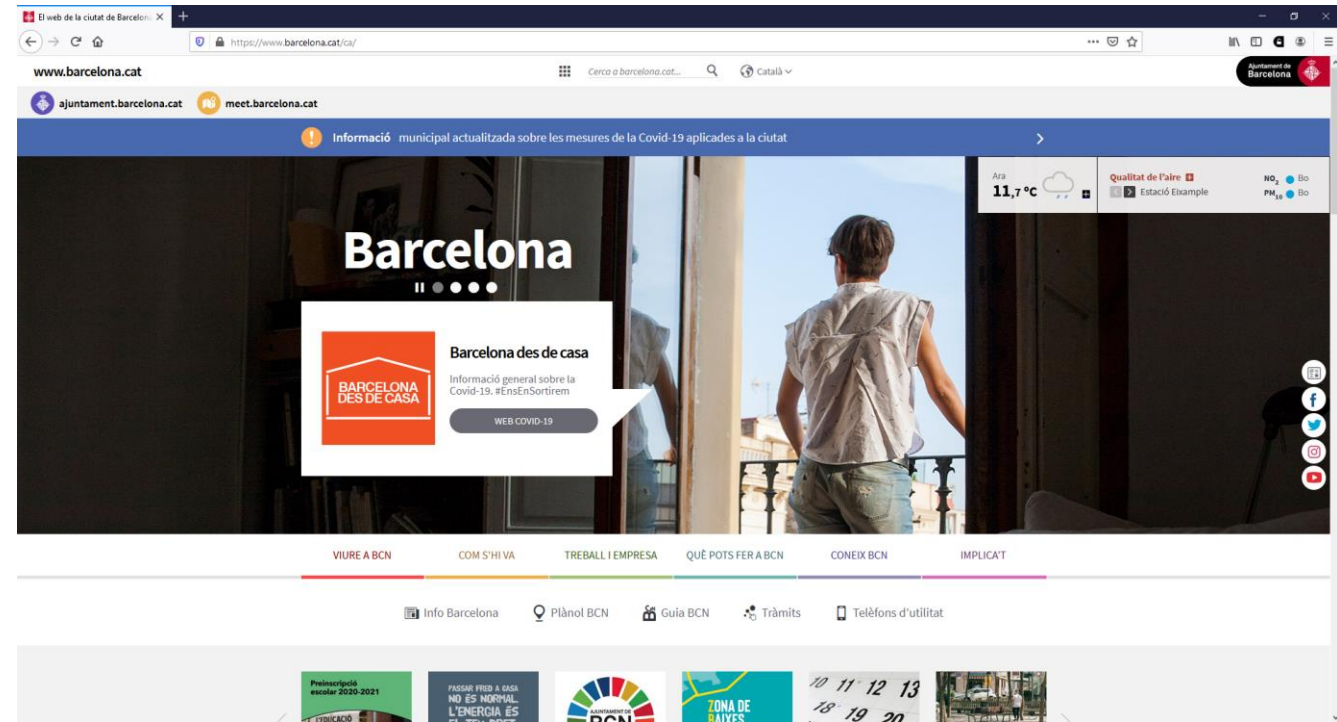 El web de la ciutat de Barcelon
https://www.barcelona.cat/ca/
www.barcelona.cat
Cerca a barcelona.cat...
Català
Ajuntament de
Barcelona
ajuntament.barcelona.cat
meet.barcelona.cat
Informació municipal actualitzada sobre les mesures de la Covid-19 aplicades a la ciutat
Ara
11,7 ºC
Qualitat de l'aire
Estació Eixample
NO2 Bo
PM10 Bo
Barcelona
BARCELONA
DES DE CASA
Barcelona des de casa
Informació general sobre la
Covid-19. #EnsEnSortirem
WEB COVID-19
VIURE A BCN
COM S'HI VA
TREBALL I EMPRESA
QUÈ POTS FER A BCN
CONEIX BCN
IMPLICA'T
Info Barcelona
Plànol BCN
Guia BCN
Tràmits
Telèfons d'utilitat
Preinscripció
escolar 2020-2021
L'EDUCACIÓ
PASSAR FRED A CASA
NO ÉS NORMAL.
L'ENERGIA ÉS
AJUNTAMENT DE
BCN
ZONA DE
BAIXES
10 11 12 13
18 19 20